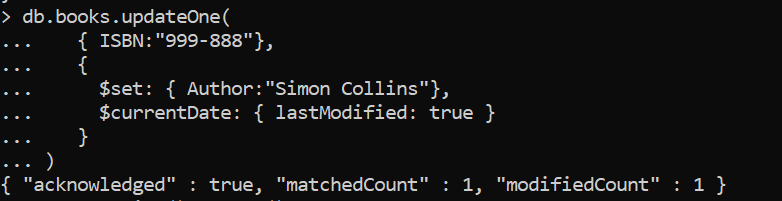 > db.books.updateOne(
...    { ISBN:"999-888"},
...    {
...      $set: { Author:"Simon Collins"},
...      $currentDate: { lastModified: true }
...    }
... )
{ "acknowledged" : true, "matchedCount" : 1, "modifiedCount" : 1 }